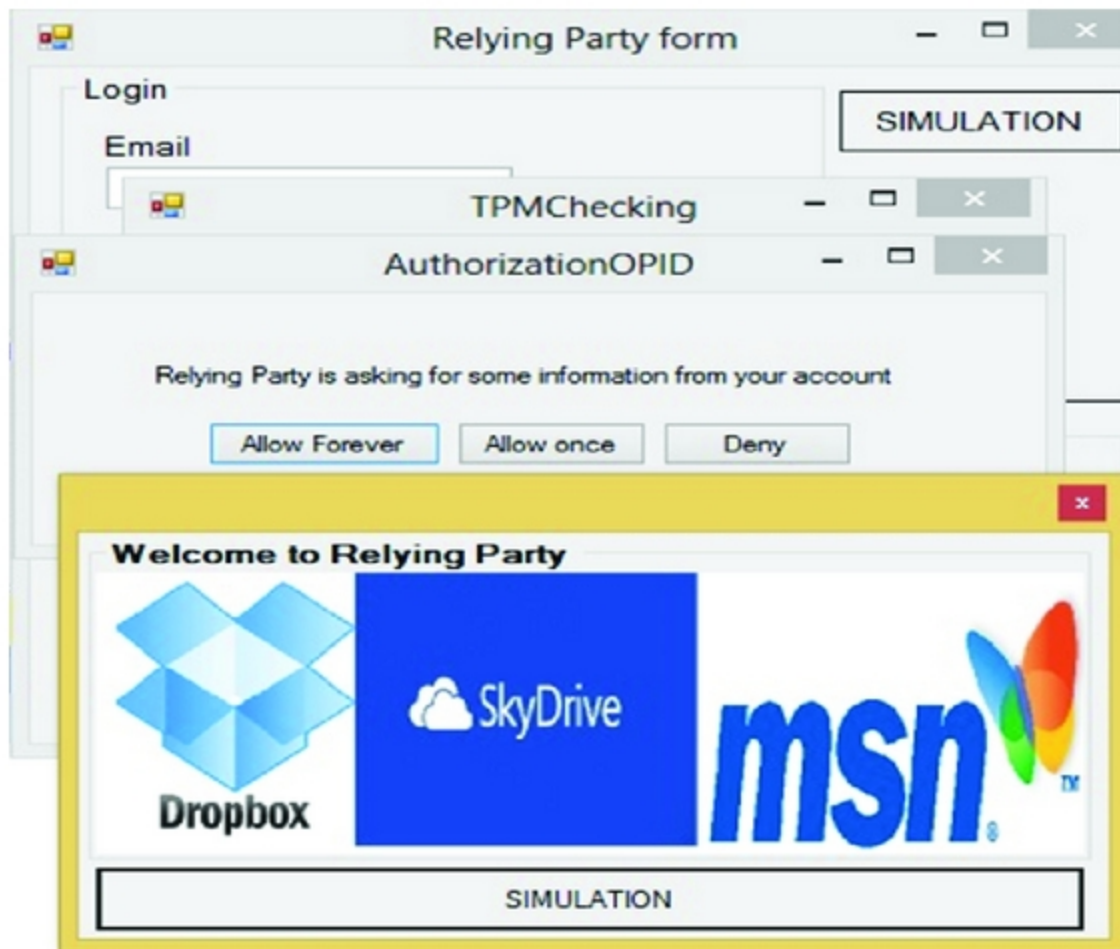 Relying Party form
Login
SIMULATION
Email
TPMChecking
AuthorizationOPID
Relying Party is asking for some information from your account
Allow Forever Allow once Deny
Welcome to Relying Party
Dropbox
SkyDrive
msn
TM
®
SIMULATION